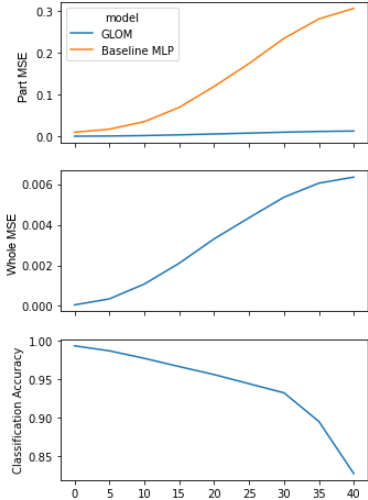 model
GLOM
Baseline MLP
Part MSE
0.3
0.2
0.1
0.0
Whole MSE
0.006
0.004
0.002
0.000
Classification Accuracy
1.00
0.95
0.90
0.85
0 5 10 15 20 25 30 35 40